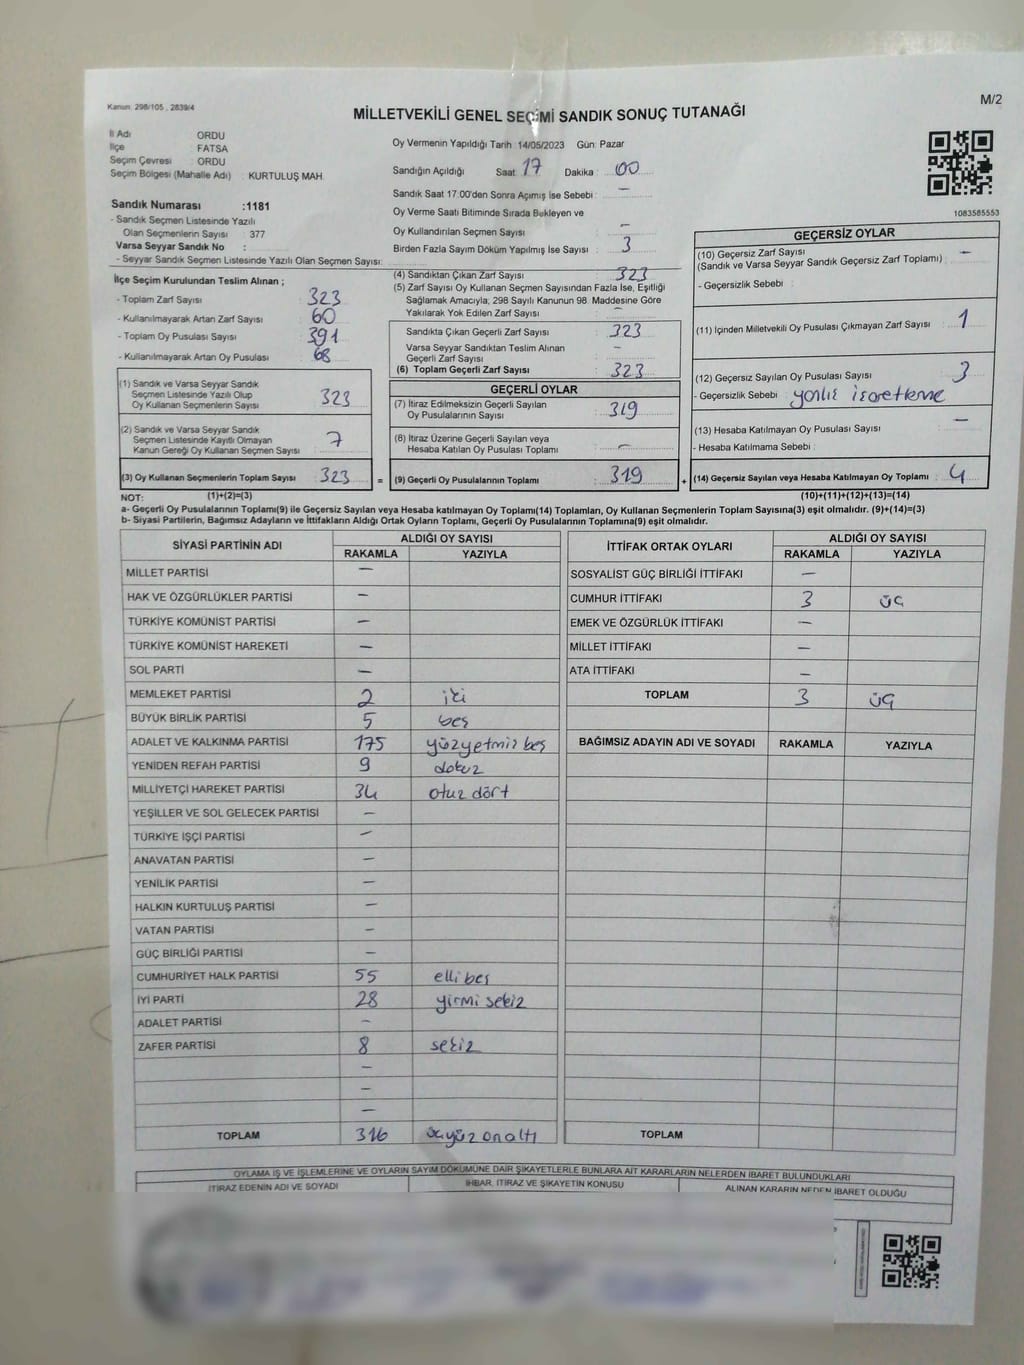 Kanun: 298/105 , 2839/4
M/2
MİLLETVEKİLİ GENEL SEÇİMİ SANDIK SONUÇ TUTANAĞI
İl Adı ORDU
İlçe FATSA
Seçim Çevresi : ORDU
Seçim Bölgesi (Mahalle Adı) : KURTULUŞ MAH.
Sandık Numarası :1181
- Sandık Seçmen Listesinde Yazılı
Olan Seçmenlerin Sayısı : 377
Varsa Seyyar Sandık No :
- Seyyar Sandık Seçmen Listesinde Yazılı Olan Seçmen Sayısı:
Oy Vermenin Yapıldığı Tarih : 14/05/2023 Gün: Pazar
Sandığın Açıldığı Saat : 17 Dakika : 00
Sandık Saat 17:00'den Sonra Açımış İse Sebebi : –
Oy Verme Saati Bitiminde Sırada Bekleyen ve
Oy Kullandırılan Seçmen Sayısı : –
Birden Fazla Sayım Döküm Yapılmış İse Sayısı : 3
1083585553
İlçe Seçim Kurulundan Teslim Alınan ;
- Toplam Zarf Sayısı : 323
- Kullanılmayarak Artan Zarf Sayısı : 60
- Toplam Oy Pusulası Sayısı : 391
- Kullanılmayarak Artan Oy Pusulası : 68
(1) Sandık ve Varsa Seyyar Sandık
Seçmen Listesinde Yazılı Olup
Oy Kullanan Seçmenlerin Sayısı : 323
(2) Sandık ve Varsa Seyyar Sandık
Seçmen Listesinde Kayıtlı Olmayan
Kanun Gereği Oy Kullanan Seçmen Sayısı : 7
(3) Oy Kullanan Seçmenlerin Toplam Sayısı : 323
(1)+(2)=(3)
(4) Sandıktan Çıkan Zarf Sayısı : 323
(5) Zarf Sayısı Oy Kullanan Seçmen Sayısından Fazla İse, Eşitliği
Sağlamak Amacıyla; 298 Sayılı Kanunun 98. Maddesine Göre
Yakılarak Yok Edilen Zarf Sayısı : –
Sandıkta Çıkan Geçerli Zarf Sayısı : 323
Varsa Seyyar Sandıktan Teslim Alınan
Geçerli Zarf Sayısı : –
(6) Toplam Geçerli Zarf Sayısı : 323
GEÇERLİ OYLAR
(7) İtiraz Edilmeksizin Geçerli Sayılan
Oy Pusulalarının Sayısı : 319
(8) İtiraz Üzerine Geçerli Sayılan veya
Hesaba Katılan Oy Pusulası Toplamı : –
= (9) Geçerli Oy Pusulalarının Toplamı : 319 +
GEÇERSİZ OYLAR
(10) Geçersiz Zarf Sayısı : –
(Sandık ve Varsa Seyyar Sandık Geçersiz Zarf Toplamı)
- Geçersizlik Sebebi :
(11) İçinden Milletvekili Oy Pusulası Çıkmayan Zarf Sayısı : 1
(12) Geçersiz Sayılan Oy Pusulası Sayısı : 3
- Geçersizlik Sebebi : yanlış işaretleme
(13) Hesaba Katılmayan Oy Pusulası Sayısı : –
- Hesaba Katılmama Sebebi :
(14) Geçersiz Sayılan veya Hesaba Katılmayan Oy Toplamı : 4
(10)+(11)+(12)+(13)=(14)
NOT:
a- Geçerli Oy Pusulalarının Toplamı(9) ile Geçersiz Sayılan veya Hesaba katılmayan Oy Toplamı(14) Toplamları, Oy Kullanan Seçmenlerin Toplam Sayısına(3) eşit olmalıdır. (9)+(14)=(3)
b- Siyasi Partilerin, Bağımsız Adayların ve İttifakların Aldığı Ortak Oyların Toplamı, Geçerli Oy Pusulalarının Toplamına(9) eşit olmalıdır.
SİYASİ PARTİNİN ADI ALDIĞI OY SAYISI
RAKAMLA YAZIYLA
MİLLET PARTİSİ –
HAK VE ÖZGÜRLÜKLER PARTİSİ –
TÜRKİYE KOMÜNİST PARTİSİ –
TÜRKİYE KOMÜNİST HAREKETİ –
SOL PARTİ –
MEMLEKET PARTİSİ 2 iki
BÜYÜK BİRLİK PARTİSİ 5 beş
ADALET VE KALKINMA PARTİSİ 175 yüzyetmiş beş
YENİDEN REFAH PARTİSİ 9 dokuz
MİLLİYETÇİ HAREKET PARTİSİ 34 otuz dört
YEŞİLLER VE SOL GELECEK PARTİSİ –
TÜRKİYE İŞÇİ PARTİSİ –
ANAVATAN PARTİSİ –
YENİLİK PARTİSİ –
HALKIN KURTULUŞ PARTİSİ –
VATAN PARTİSİ –
GÜÇ BİRLİĞİ PARTİSİ –
CUMHURİYET HALK PARTİSİ 55 elli beş
İYİ PARTİ 28 yirmi sekiz
ADALET PARTİSİ –
ZAFER PARTİSİ 8 sekiz
–
–
–
TOPLAM 316 üçyüz onaltı
İTTİFAK ORTAK OYLARI ALDIĞI OY SAYISI
RAKAMLA YAZIYLA
SOSYALİST GÜÇ BİRLİĞİ İTTİFAKI –
CUMHUR İTTİFAKI 3 üç
EMEK VE ÖZGÜRLÜK İTTİFAKI –
MİLLET İTTİFAKI –
ATA İTTİFAKI –
TOPLAM 3 üç
BAĞIMSIZ ADAYIN ADI VE SOYADI RAKAMLA YAZIYLA
TOPLAM
OYLAMA İŞ VE İŞLEMLERİNE VE OYLARIN SAYIM DÖKÜMÜNE DAİR ŞİKAYETLERLE BUNLARA AİT KARARLARIN NELERDEN İBARET BULUNDUKLARI
İTİRAZ EDENİN ADI VE SOYADI İHBAR, İTİRAZ VE ŞİKAYETİN KONUSU ALINAN KARARIN NEDEN İBARET OLDUĞU